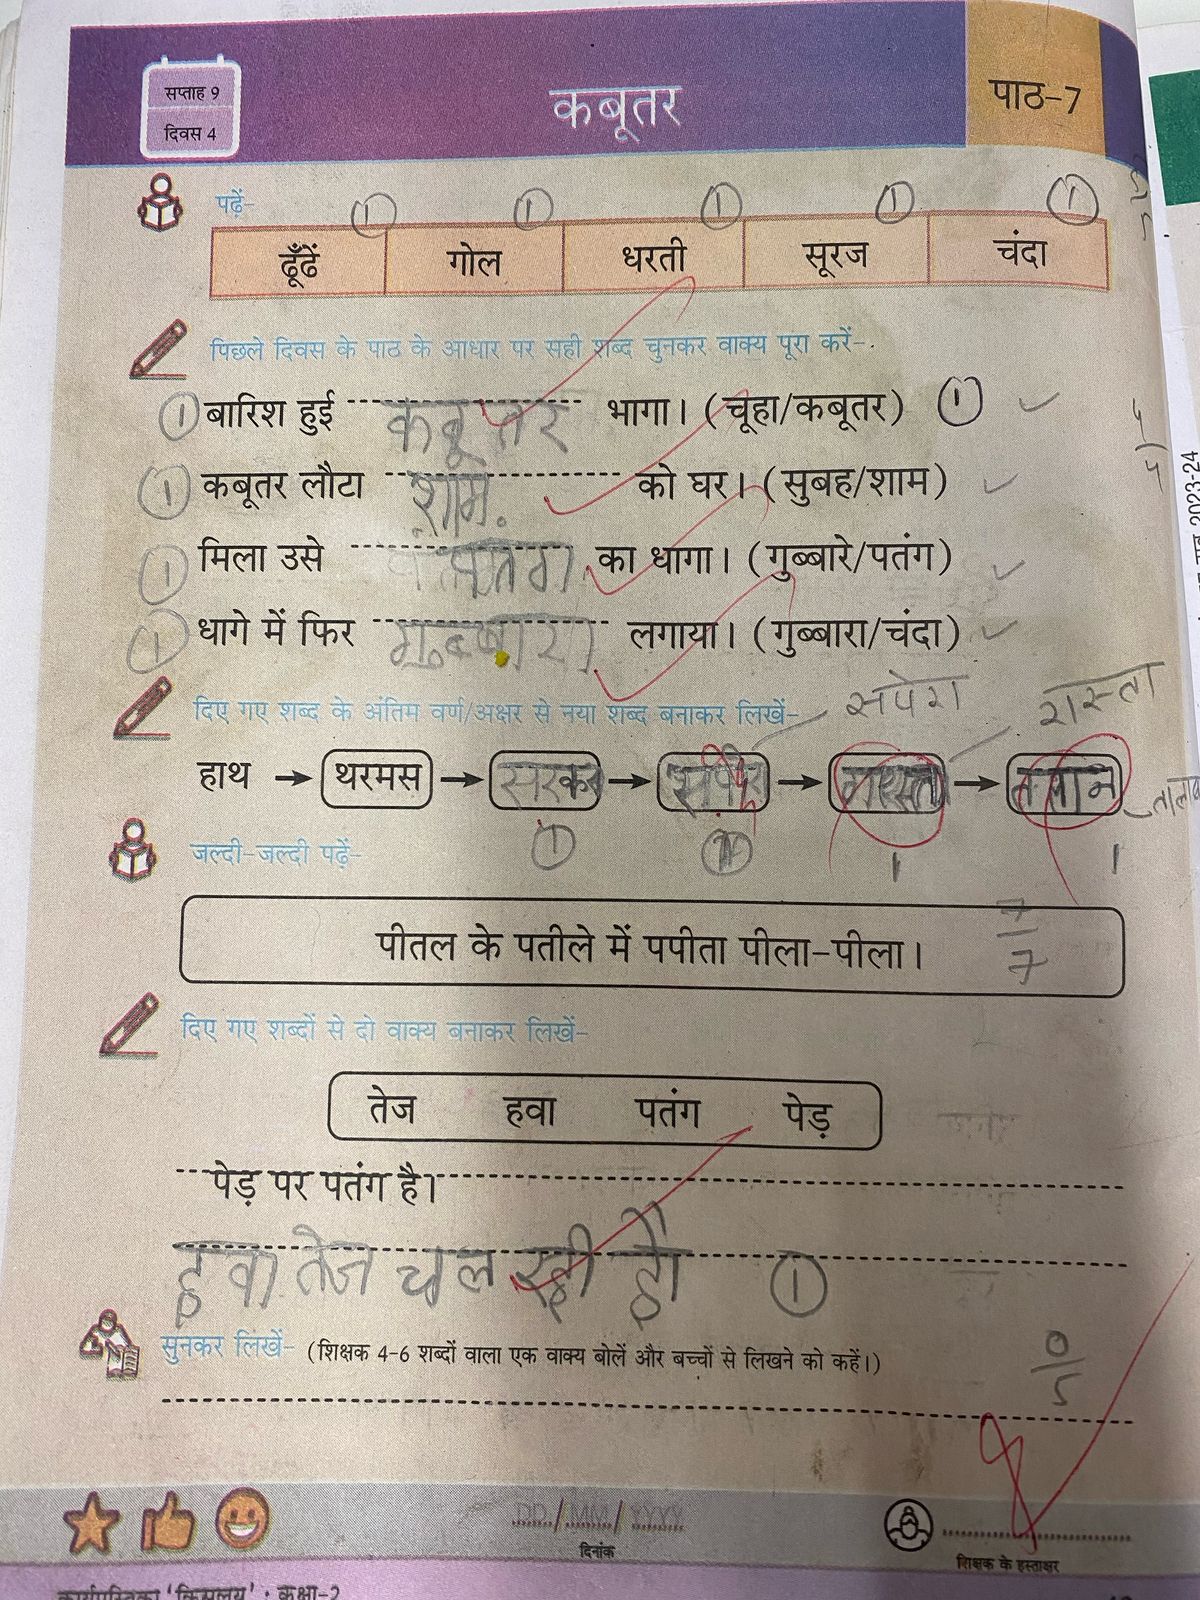 सप्ताह 9
दिवस 4
कबूतर
पाठ-7
पढ़ें-
1 1 1 1 1
ढूँढें गोल धरती सूरज चंदा
5/5
पिछले दिवस के पाठ के आधार पर सही शब्द चुनकर वाक्य पूरा करें-
1 बारिश हुई कबूतर भागा। (चूहा/कबूतर) 1
1 कबूतर लौटा शाम को घर। (सुबह/शाम)
4/4
1 मिला उसे पतंग का धागा। (गुब्बारे/पतंग)
1 धागे में फिर गुब्बारा लगाया। (गुब्बारा/चंदा)
दिए गए शब्द के अंतिम वर्ण/अक्षर से नया शब्द बनाकर लिखें-
सपेरा रास्ता
हाथ → थरमस → सरकस → →
1 1 1
जल्दी-जल्दी पढ़ें-
पीतल के पतीले में पपीता पीला-पीला।
7/7
दिए गए शब्दों से दो वाक्य बनाकर लिखें-
तेज हवा पतंग पेड़
पेड़ पर पतंग है।
हवा तेज चल रही है 1
सुनकर लिखें- (शिक्षक 4-6 शब्दों वाला एक वाक्य बोलें और बच्चों से लिखने को कहें।)
0/5
DD/MM/YYYY
दिनांक
शिक्षक के हस्ताक्षर
कार्यपुस्तिका 'किसलय' : कक्षा-2
2023-24